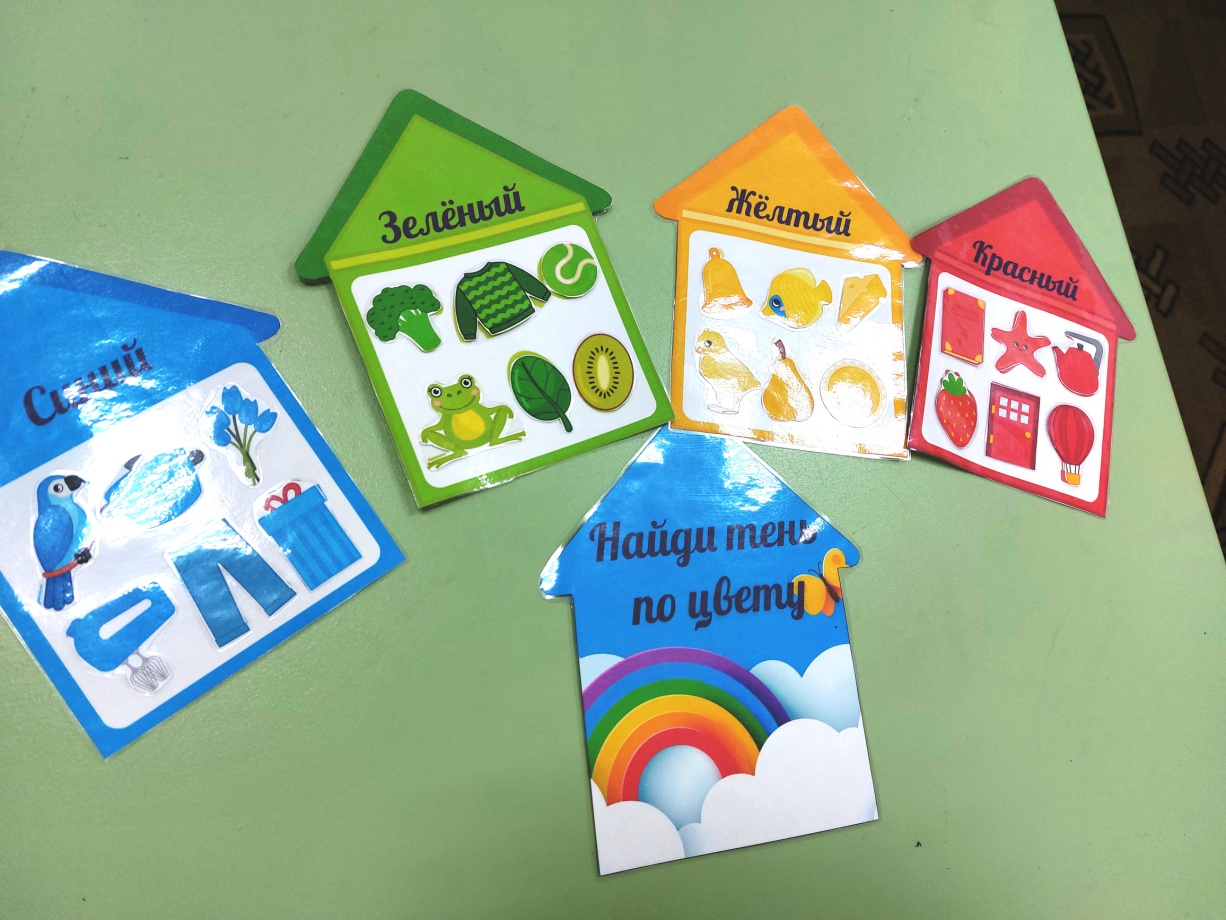 Зелёный
Жёлтый
Красный
Синий
Найди тень
по цвету